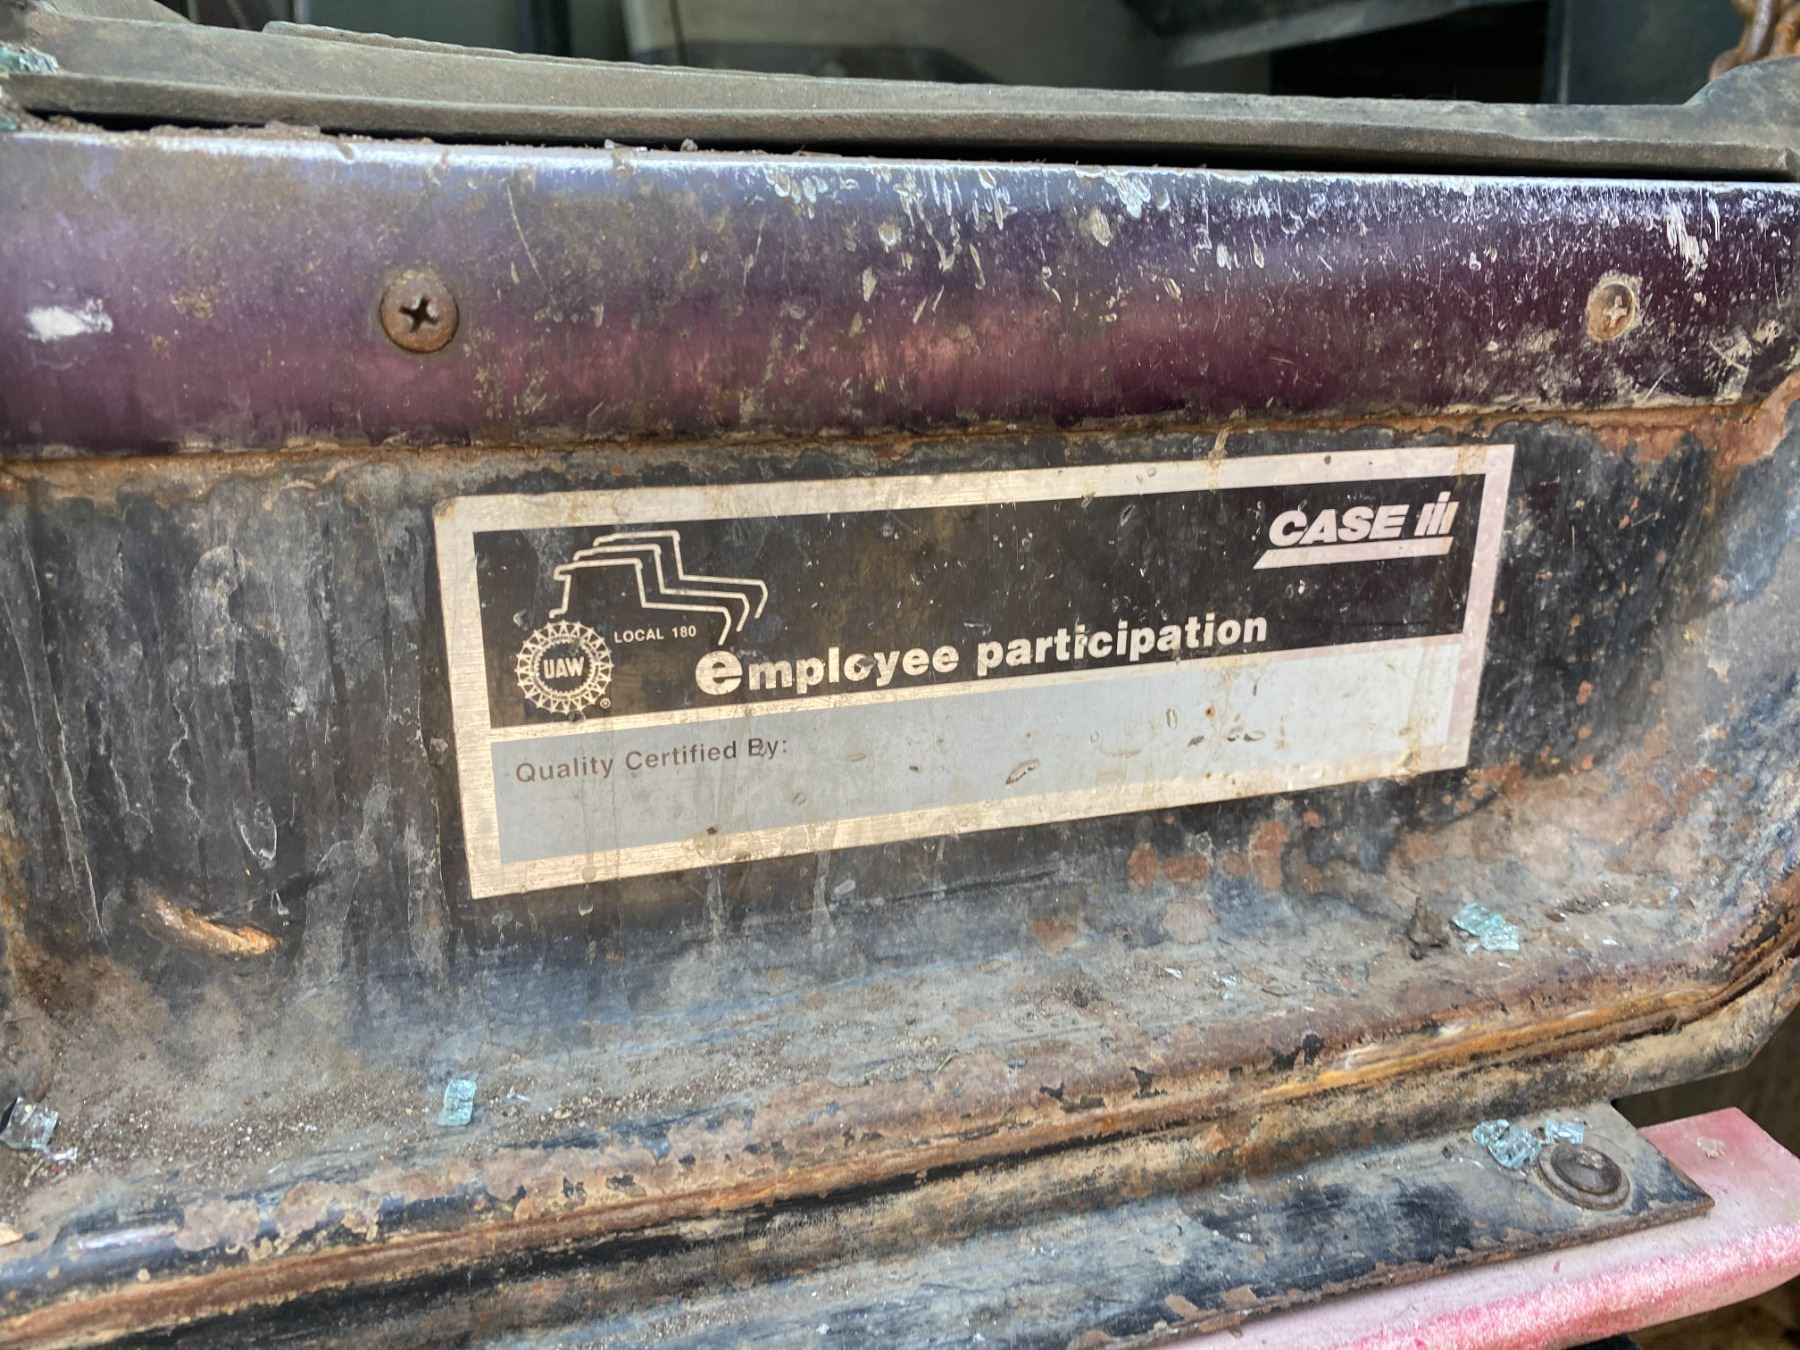 CASE IH
LOCAL 180
UAW
®
employee participation
Quality Certified By: